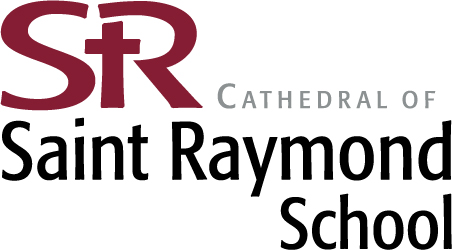 StR
CATHEDRAL OF
Saint Raymond
School